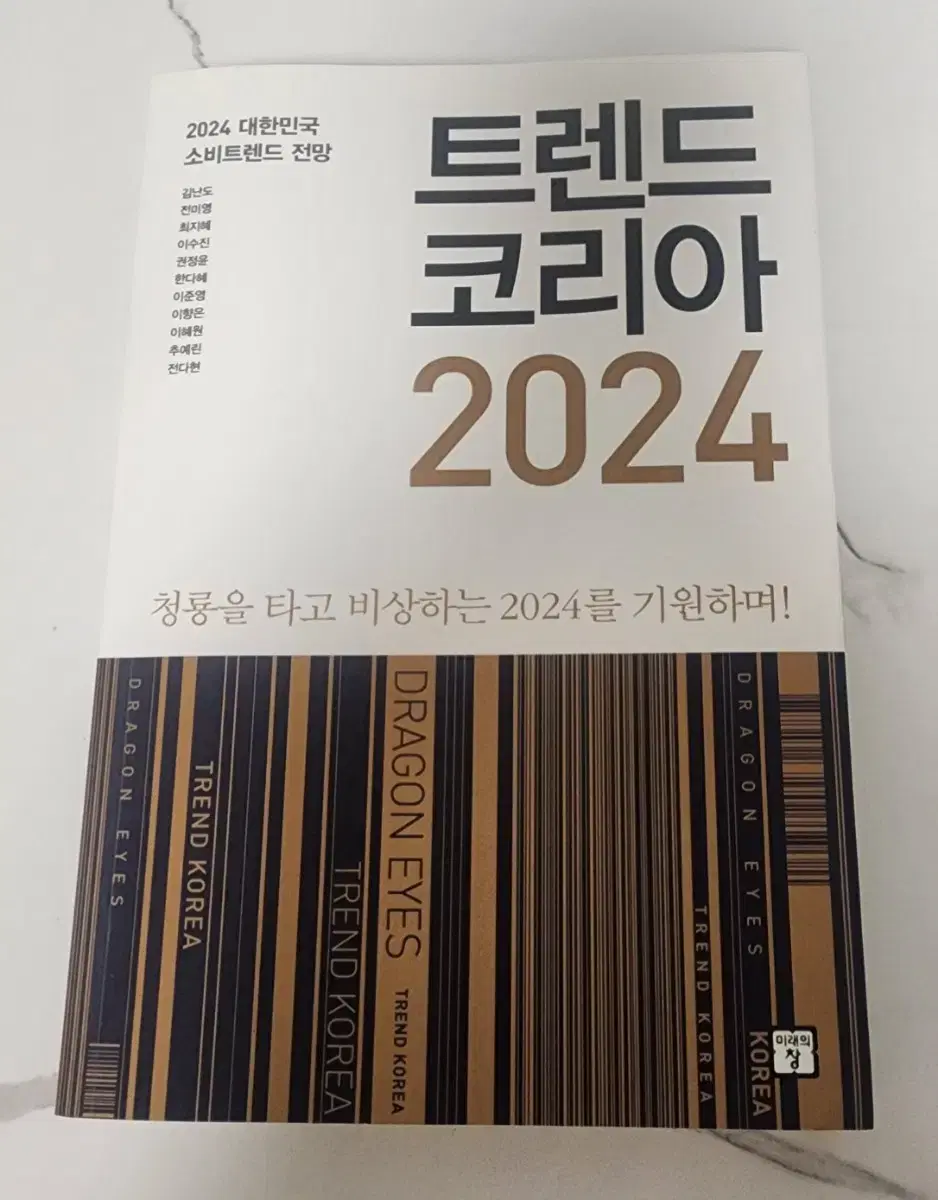 2024 대한민국
소비트렌드 전망
김난도
전미영
최지혜
이수진
권정윤
한다혜
이준영
이향은
이혜원
추예린
전다현
트렌드
코리아
2024
청룡을 타고 비상하는 2024를 기원하며!
DRAGON EYES
TREND KOREA
TREND KOREA
DRAGON EYES
TREND KOREA
TREND KOREA
DRAGON EYES
KOREA
미래의
창